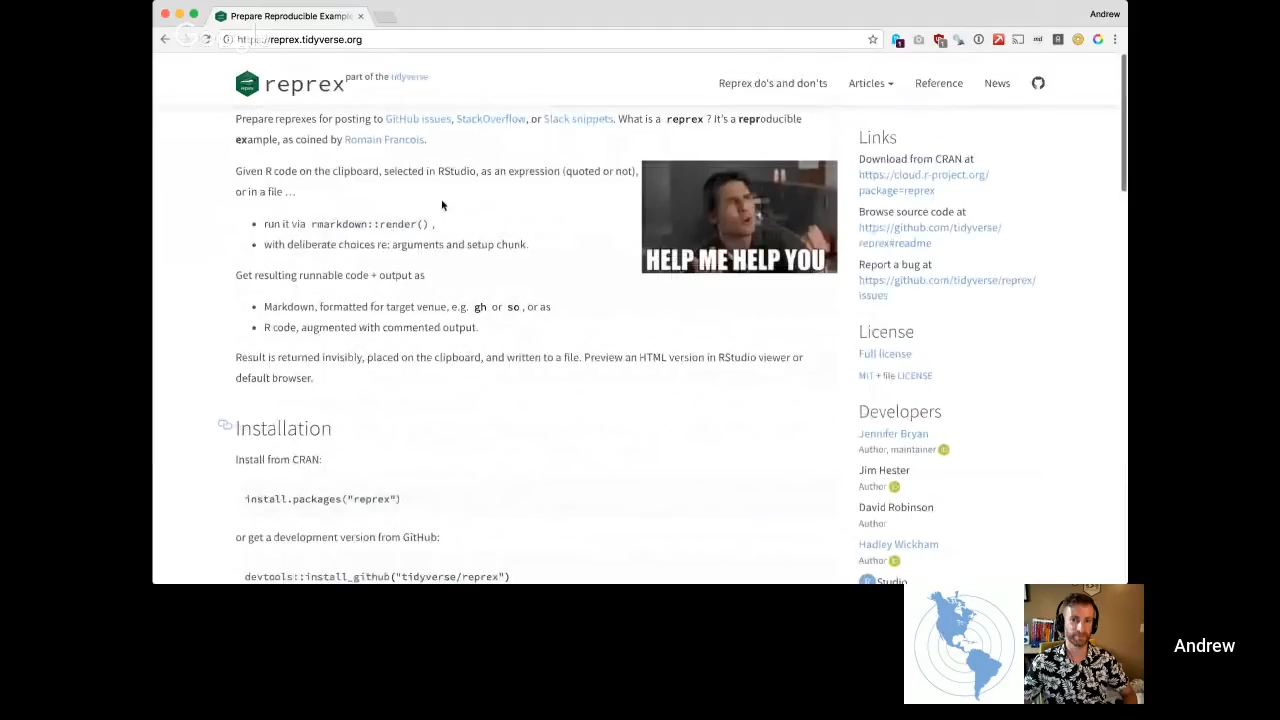 Prepare Reproducible Example
Andrew
https://reprex.tidyverse.org
reprex part of the tidyverse
Reprex do's and don'ts
Articles
Reference
News
Prepare reprexes for posting to GitHub issues, StackOverflow, or Slack snippets. What is a reprex ? It's a reproducible
example, as coined by Romain Francois.
Given R code on the clipboard, selected in RStudio, as an expression (quoted or not),
or in a file …
run it via rmarkdown::render() ,
with deliberate choices re: arguments and setup chunk.
Get resulting runnable code + output as
Markdown, formatted for target venue, e.g. gh or so , or as
R code, augmented with commented output.
Result is returned invisibly, placed on the clipboard, and written to a file. Preview an HTML version in RStudio viewer or
default browser.
HELP ME HELP YOU
Installation
Install from CRAN:
install.packages("reprex")
or get a development version from GitHub:
devtools::install_github("tidyverse/reprex")
Links
Download from CRAN at
https://cloud.r-project.org/
package=reprex
Browse source code at
https://github.com/tidyverse/
reprex#readme
Report a bug at
https://github.com/tidyverse/reprex/
issues
License
Full license
MIT + file LICENSE
Developers
Jennifer Bryan
Author, maintainer
Jim Hester
Author
David Robinson
Author
Hadley Wickham
Author
Studio
Andrew